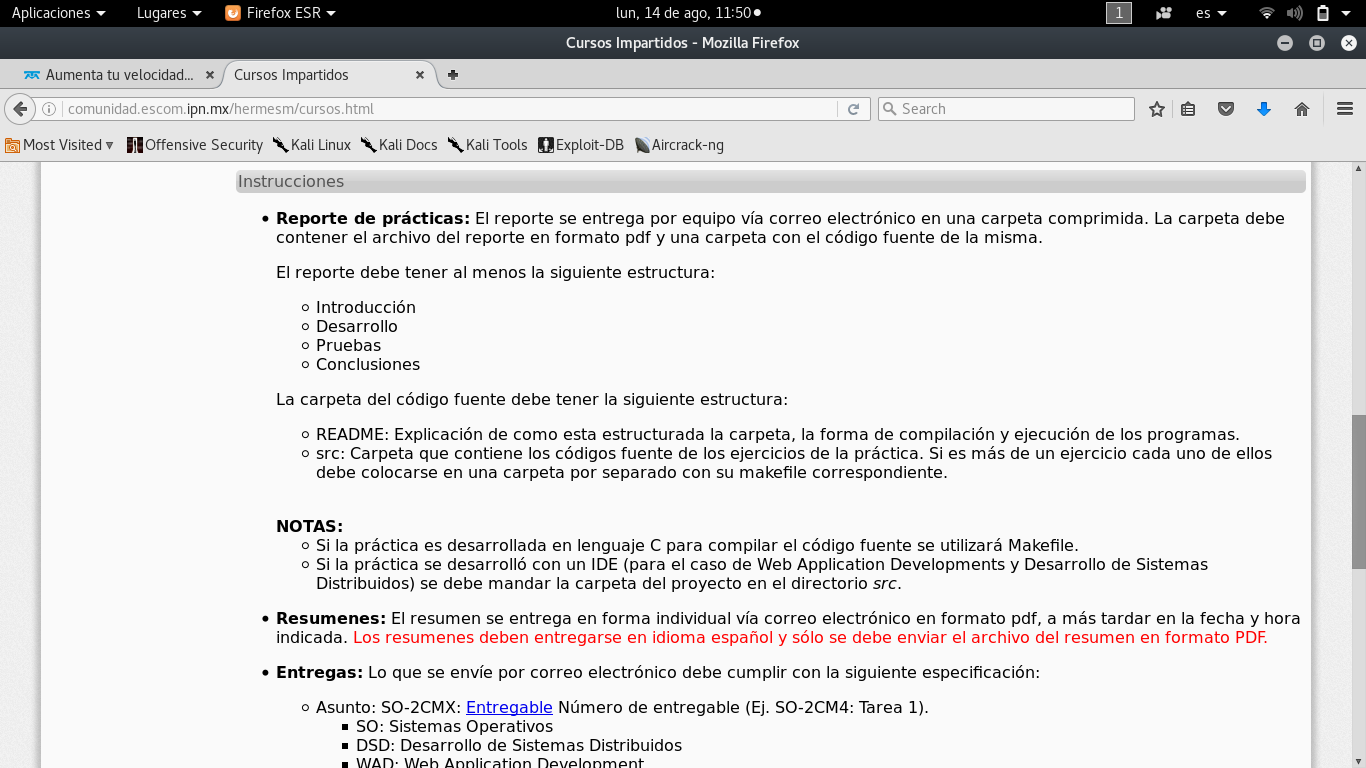 Aplicaciones Lugares Firefox ESR lun, 14 de ago, 11:50 1 es
Cursos Impartidos - Mozilla Firefox
Aumenta tu velocidad... Cursos Impartidos
comunidad.escom.ipn.mx/hermesm/cursos.html Search
Most Visited Offensive Security Kali Linux Kali Docs Kali Tools Exploit-DB Aircrack-ng
Instrucciones
Reporte de prácticas: El reporte se entrega por equipo vía correo electrónico en una carpeta comprimida. La carpeta debe
contener el archivo del reporte en formato pdf y una carpeta con el código fuente de la misma.
El reporte debe tener al menos la siguiente estructura:
Introducción
Desarrollo
Pruebas
Conclusiones
La carpeta del código fuente debe tener la siguiente estructura:
README: Explicación de como esta estructurada la carpeta, la forma de compilación y ejecución de los programas.
src: Carpeta que contiene los códigos fuente de los ejercicios de la práctica. Si es más de un ejercicio cada uno de ellos
debe colocarse en una carpeta por separado con su makefile correspondiente.
NOTAS:
Si la práctica es desarrollada en lenguaje C para compilar el código fuente se utilizará Makefile.
Si la práctica se desarrolló con un IDE (para el caso de Web Application Developments y Desarrollo de Sistemas
Distribuidos) se debe mandar la carpeta del proyecto en el directorio src.
Resumenes: El resumen se entrega en forma individual vía correo electrónico en formato pdf, a más tardar en la fecha y hora
indicada. Los resumenes deben entregarse en idioma español y sólo se debe enviar el archivo del resumen en formato PDF.
Entregas: Lo que se envíe por correo electrónico debe cumplir con la siguiente especificación:
Asunto: SO-2CMX: Entregable Número de entregable (Ej. SO-2CM4: Tarea 1).
SO: Sistemas Operativos
DSD: Desarrollo de Sistemas Distribuidos
WAD: Web Application Development